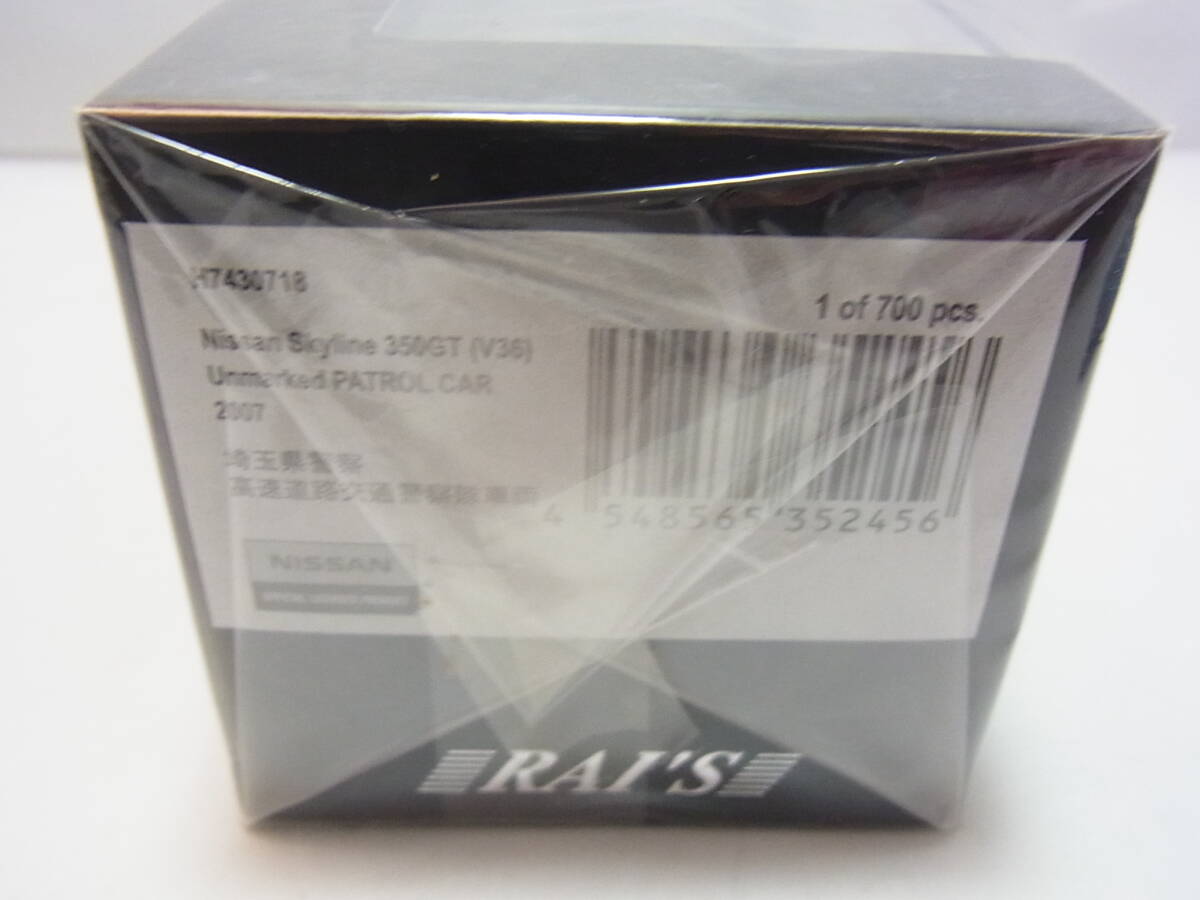 H7430718
1 of 700 pcs.
Nissan Skyline 350GT (V36)
Unmarked PATROL CAR
2007
埼玉県警察
高速道路交通警察隊車両
4 548565 352456
NISSAN
RAI'S